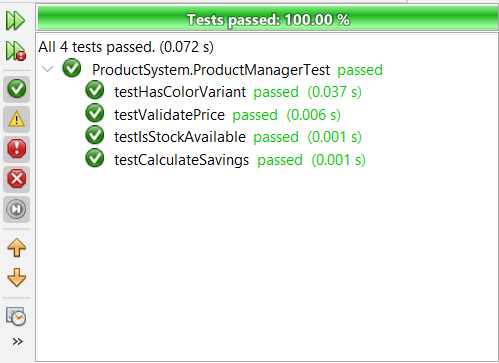 Tests passed: 100.00 %
All 4 tests passed. (0.072 s)
ProductSystem.ProductManagerTest passed
testHasColorVariant passed (0.037 s)
testValidatePrice passed (0.006 s)
testIsStockAvailable passed (0.001 s)
testCalculateSavings passed (0.001 s)